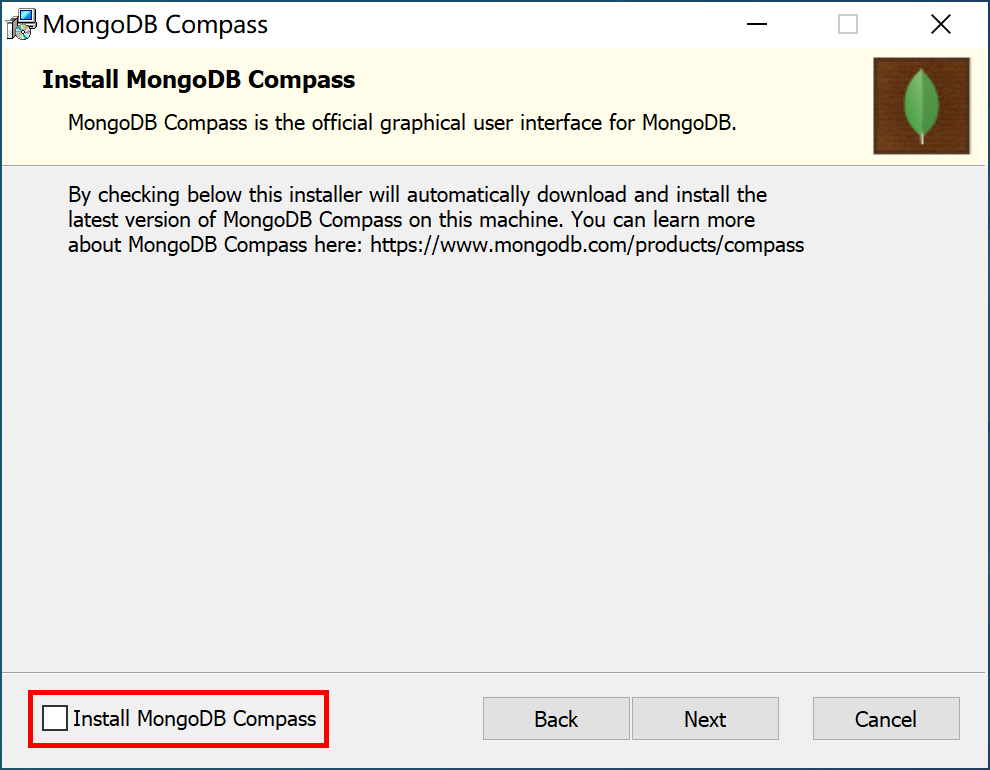 MongoDB Compass
Install MongoDB Compass
MongoDB Compass is the official graphical user interface for MongoDB.
By checking below this installer will automatically download and install the
latest version of MongoDB Compass on this machine. You can learn more
about MongoDB Compass here: https://www.mongodb.com/products/compass
Install MongoDB Compass
Back
Next
Cancel